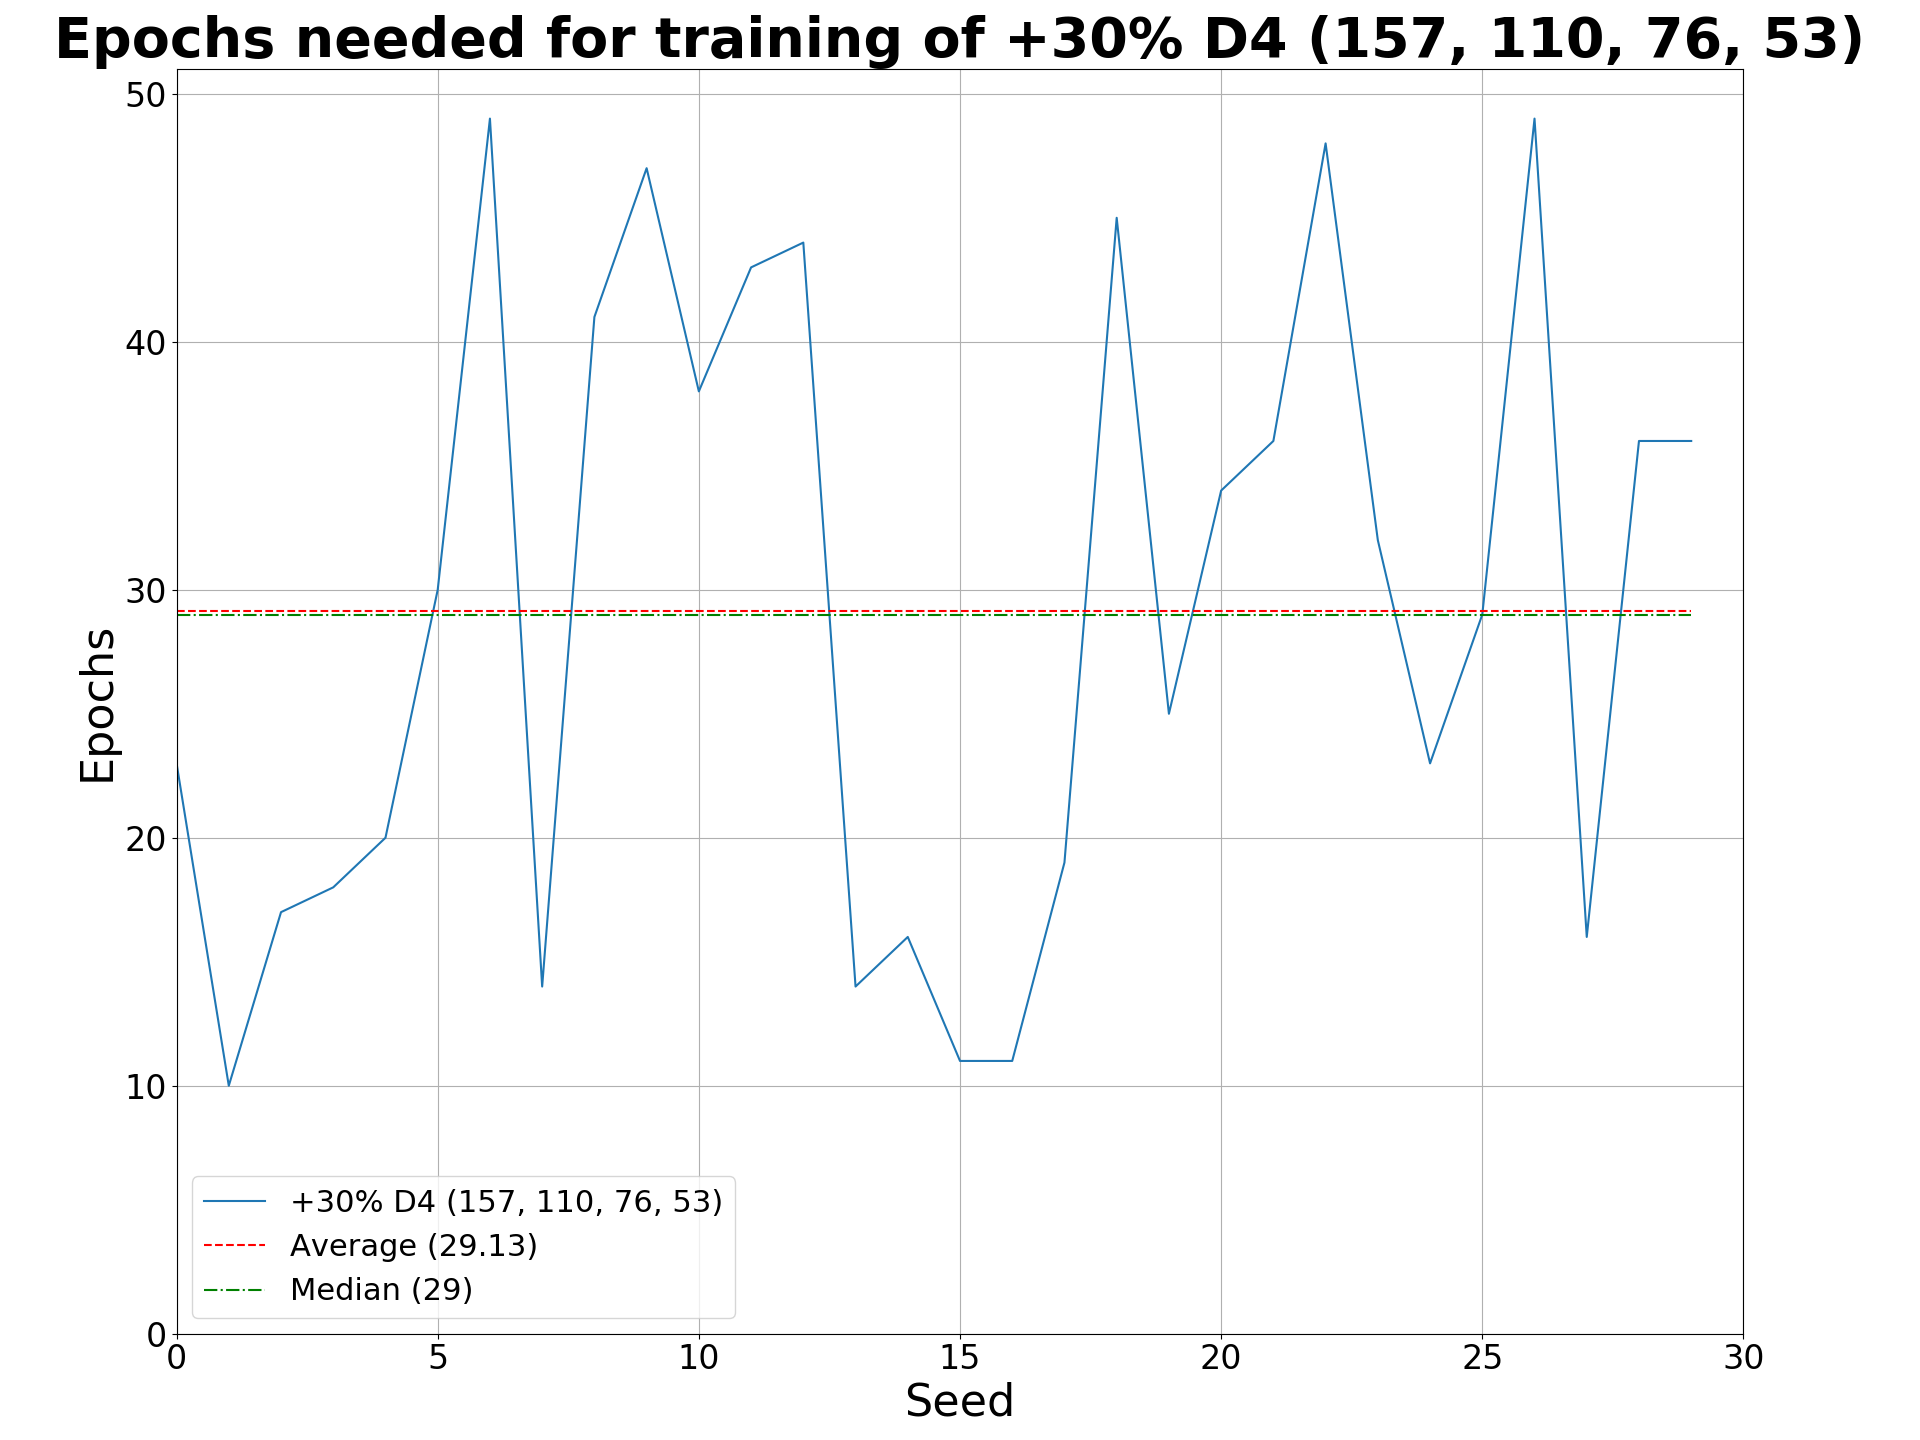 Epochs needed for training of +30% D4 (157, 110, 76, 53)
50
40
30
20
10
0
Epochs
+30% D4 (157, 110, 76, 53)
Average (29.13)
Median (29)
0 5 10 15 20 25 30
Seed